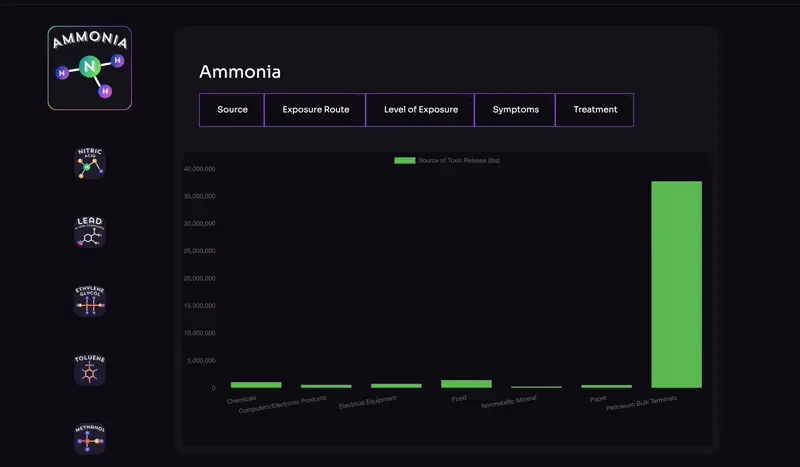 AMMONIA
N
H
H
H
NITRIC
ACID
LEAD
ETHYLENE
GLYCOL
TOLUENE
METHANOL
Ammonia
Source
Exposure Route
Level of Exposure
Symptoms
Treatment
Source of Toxic Release (lbs)
40,000,000
35,000,000
30,000,000
25,000,000
20,000,000
15,000,000
10,000,000
5,000,000
0
Chemicals
Computers/Electronic Products
Electrical Equipment
Food
Nonmetallic Mineral
Paper
Petroleum Bulk Terminals